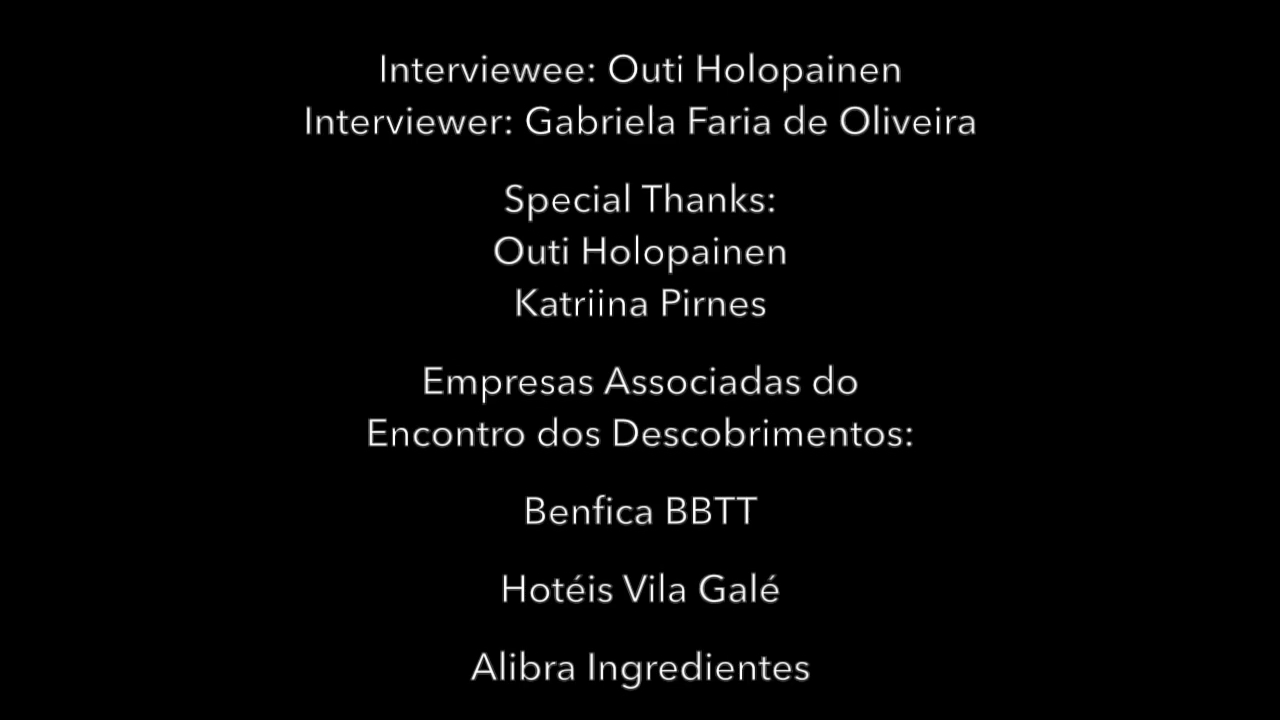 Interviewee: Outi Holopainen
Interviewer: Gabriela Faria de Oliveira
Special Thanks:
Outi Holopainen
Katriina Pirnes
Empresas Associadas do
Encontro dos Descobrimentos:
Benfica BBTT
Hotéis Vila Galé
Alibra Ingredientes